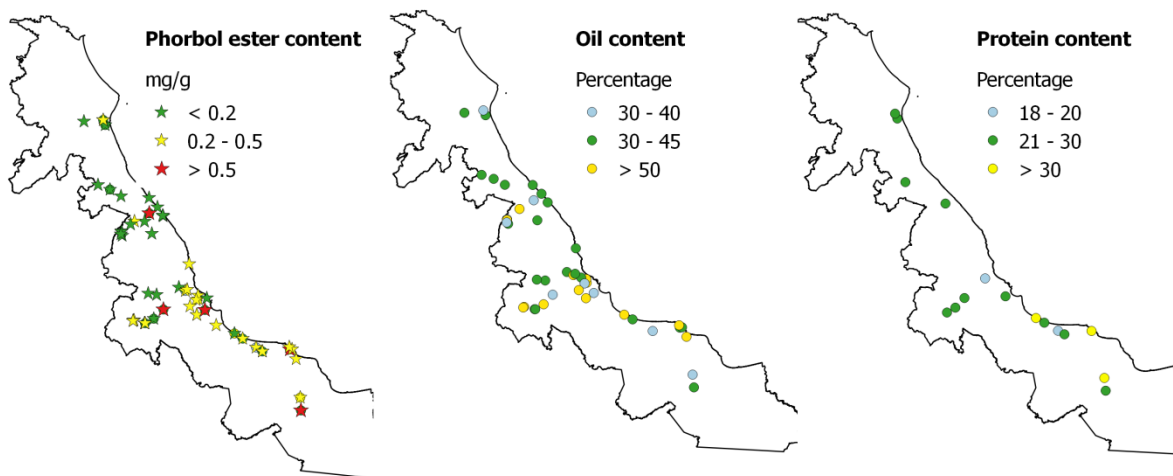 Phorbol ester content
mg/g
< 0.2
0.2 - 0.5
> 0.5
Oil content
Percentage
30 - 40
30 - 45
> 50
Protein content
Percentage
18 - 20
21 - 30
> 30